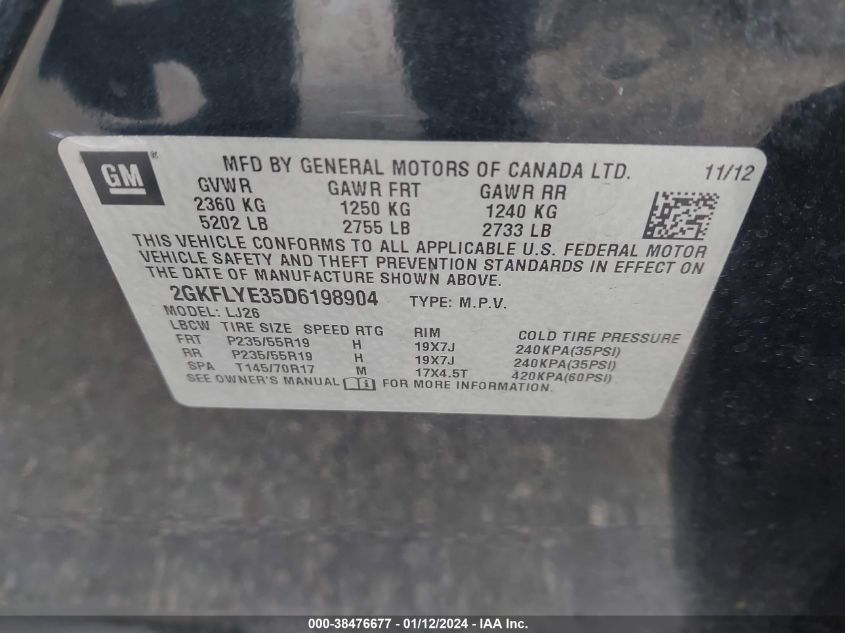 GM ®
MFD BY GENERAL MOTORS OF CANADA LTD. 11/12
GVWR GAWR FRT GAWR RR
2360 KG 1250 KG 1240 KG
5202 LB 2755 LB 2733 LB
THIS VEHICLE CONFORMS TO ALL APPLICABLE U.S. FEDERAL MOTOR
VEHICLE SAFETY AND THEFT PREVENTION STANDARDS IN EFFECT ON
THE DATE OF MANUFACTURE SHOWN ABOVE.
2GKFLYE35D6198904 TYPE: M.P.V.
MODEL: LJ26
LBCW TIRE SIZE SPEED RTG RIM COLD TIRE PRESSURE
FRT P235/55R19 H 19X7J 240KPA(35PSI)
RR P235/55R19 H 19X7J 240KPA(35PSI)
SPA T145/70R17 M 17X4.5T 420KPA(60PSI)
SEE OWNER'S MANUAL i FOR MORE INFORMATION.
000-38476677 - 01/12/2024 - IAA Inc.